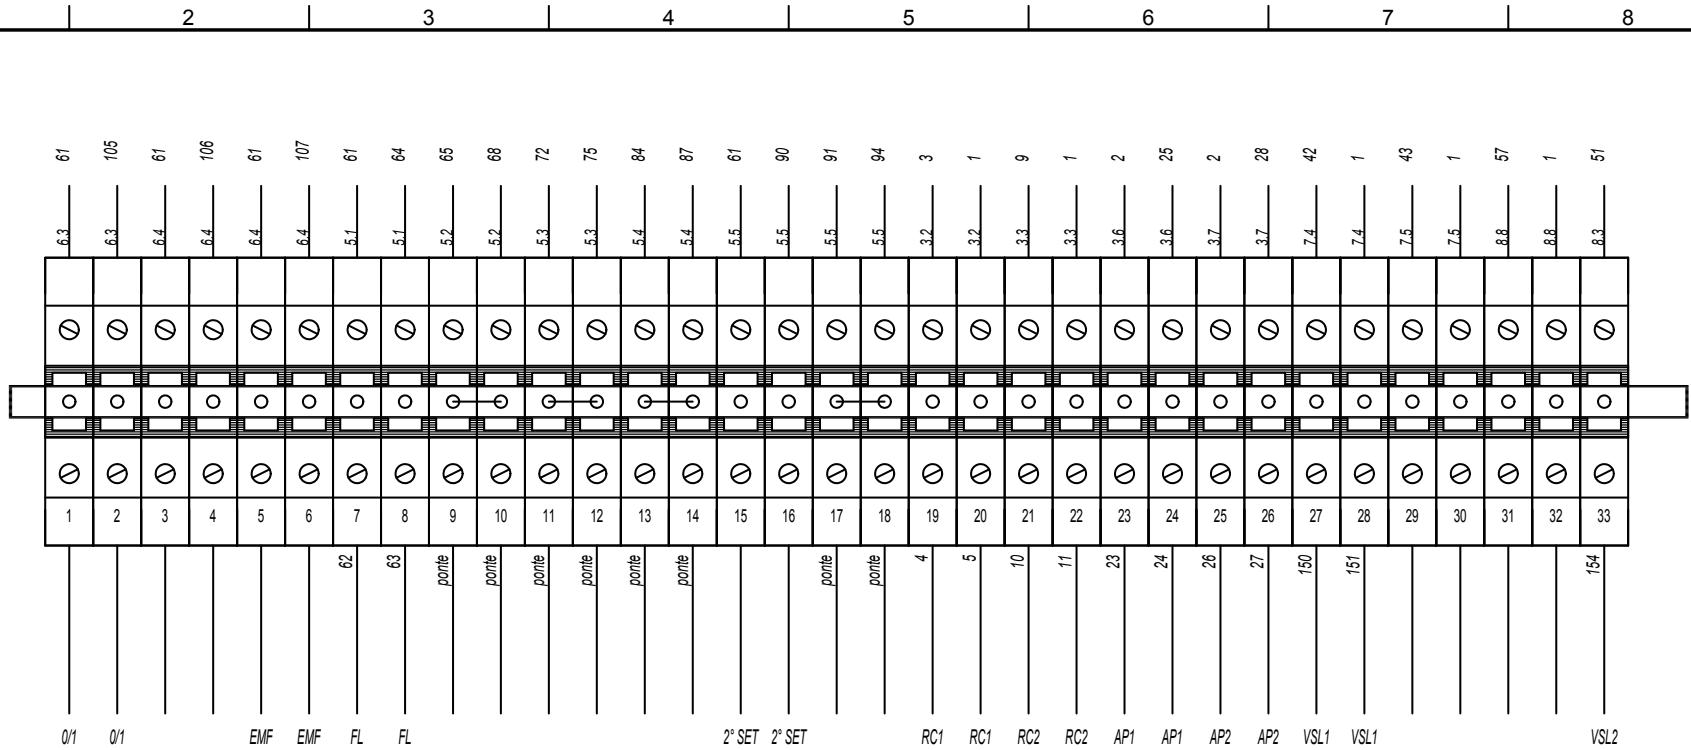 2 3 4 5 6 7 8
61 105 61 106 61 107 61 64 65 68 72 75 84 87 61 90 91 94 3 1 9 1 2 25 2 28 42 1 43 1 57 1 51
6.3 6.3 6.4 6.4 6.4 6.4 5.1 5.1 5.2 5.2 5.3 5.3 5.4 5.4 5.5 5.5 5.5 5.5 3.2 3.2 3.3 3.3 3.6 3.6 3.7 3.7 7.4 7.4 7.5 7.5 8.8 8.8 8.3
1 2 3 4 5 6 7 8 9 10 11 12 13 14 15 16 17 18 19 20 21 22 23 24 25 26 27 28 29 30 31 32 33
62 63 ponte ponte ponte ponte ponte ponte ponte ponte 4 5 10 11 23 24 26 27 150 151 154
0/1 0/1 EMF EMF FL FL 2° SET 2° SET RC1 RC1 RC2 RC2 AP1 AP1 AP2 AP2 VSL1 VSL1 VSL2